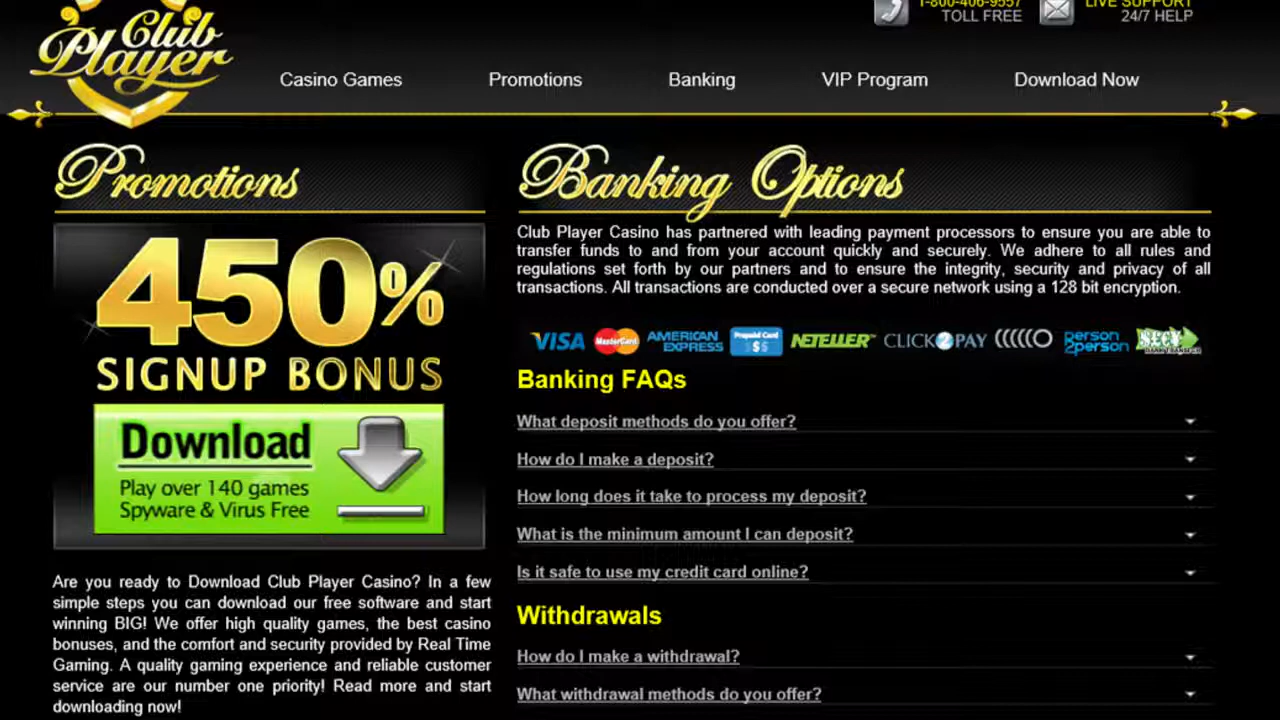 1-800-406-9557
TOLL FREE
LIVE SUPPORT
24/7 HELP
Club
Player
Casino Games
Promotions
Banking
VIP Program
Download Now
Promotions
450%
SIGNUP BONUS
Download
Play over 140 games
Spyware & Virus Free
Are you ready to Download Club Player Casino? In a few
simple steps you can download our free software and start
winning BIG! We offer high quality games, the best casino
bonuses, and the comfort and security provided by Real Time
Gaming. A quality gaming experience and reliable customer
service are our number one priority! Read more and start
downloading now!
Banking Options
Club Player Casino has partnered with leading payment processors to ensure you are able to
transfer funds to and from your account quickly and securely. We adhere to all rules and
regulations set forth by our partners and to ensure the integrity, security and privacy of all
transactions. All transactions are conducted over a secure network using a 128 bit encryption.
VISA
MasterCard
AMERICAN
EXPRESS
Prepaid Card
$$$
NETELLER
CLICK2PAY
person
2person
BANK TRANSFER
Banking FAQs
What deposit methods do you offer?
How do I make a deposit?
How long does it take to process my deposit?
What is the minimum amount I can deposit?
Is it safe to use my credit card online?
Withdrawals
How do I make a withdrawal?
What withdrawal methods do you offer?